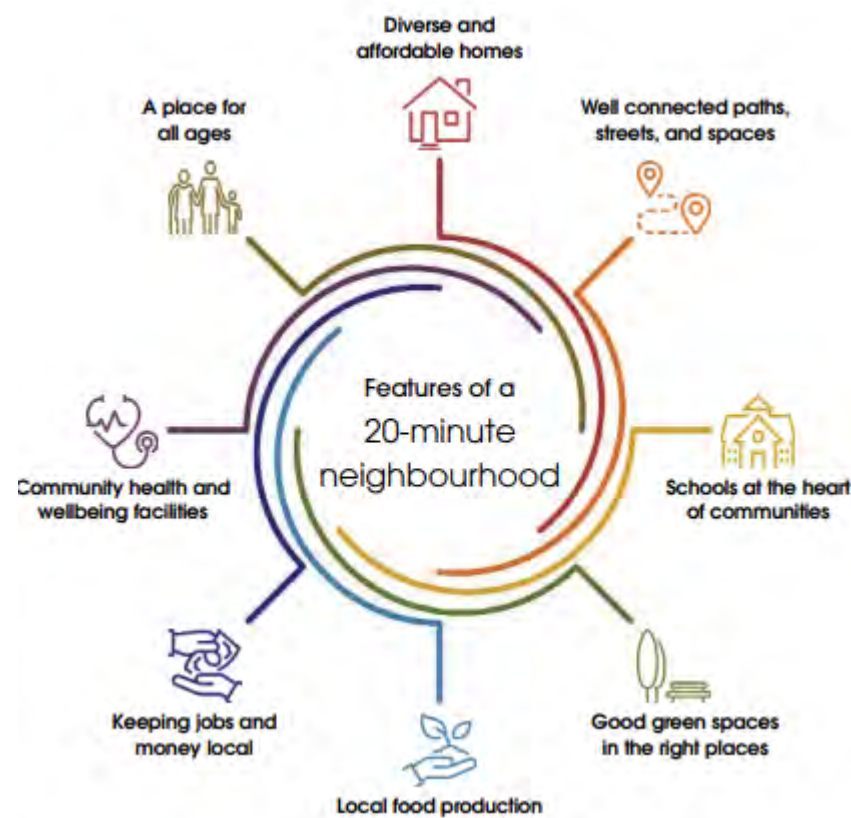 Diverse and
affordable homes
Well connected paths,
streets, and spaces
Schools at the heart
of communities
Good green spaces
in the right places
Local food production
Keeping jobs and
money local
Community health and
wellbeing facilities
A place for
all ages
Features of a
20-minute
neighbourhood